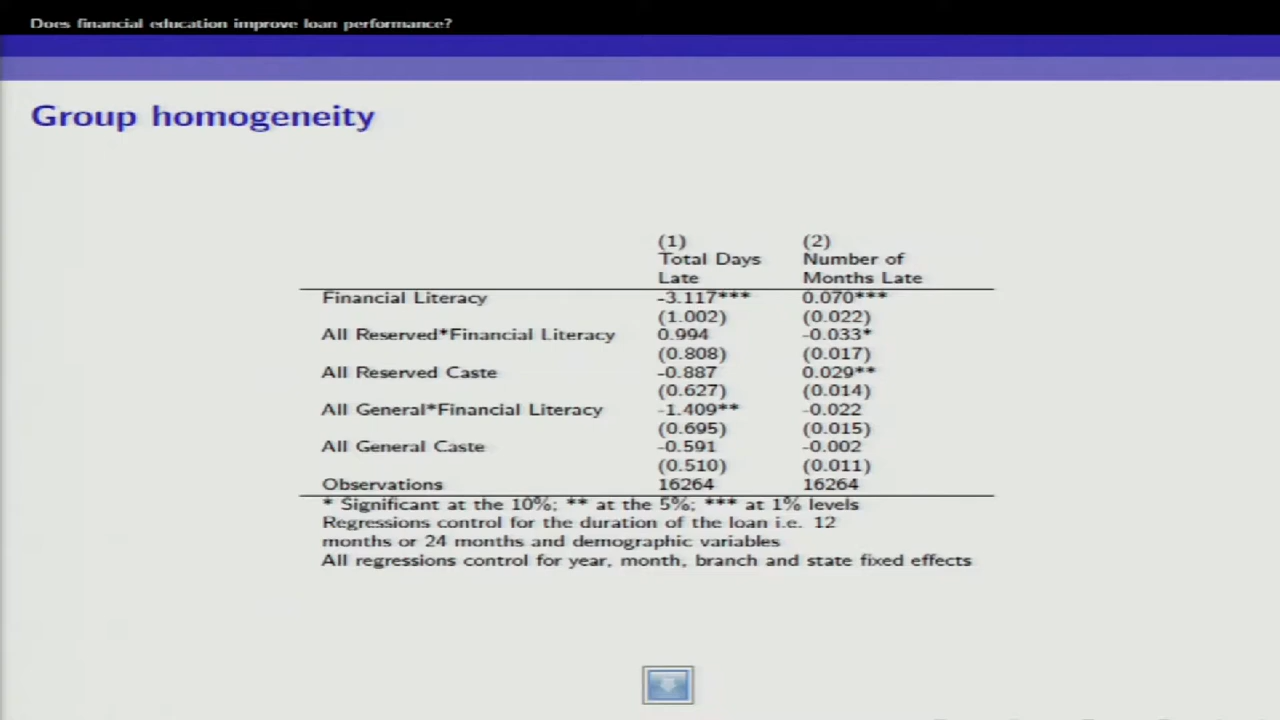 Does financial education improve loan performance?
Group homogeneity
(1) (2)
Total Days Number of
Late Months Late
Financial Literacy -3.117*** 0.070***
(1.002) (0.022)
All Reserved*Financial Literacy 0.994 -0.033*
(0.808) (0.017)
All Reserved Caste -0.887 0.029**
(0.627) (0.014)
All General*Financial Literacy -1.409** -0.022
(0.695) (0.015)
All General Caste -0.591 -0.002
(0.510) (0.011)
Observations 16264 16264
* Significant at the 10%; ** at the 5%; *** at 1% levels
Regressions control for the duration of the loan i.e. 12
months or 24 months and demographic variables
All regressions control for year, month, branch and state fixed effects